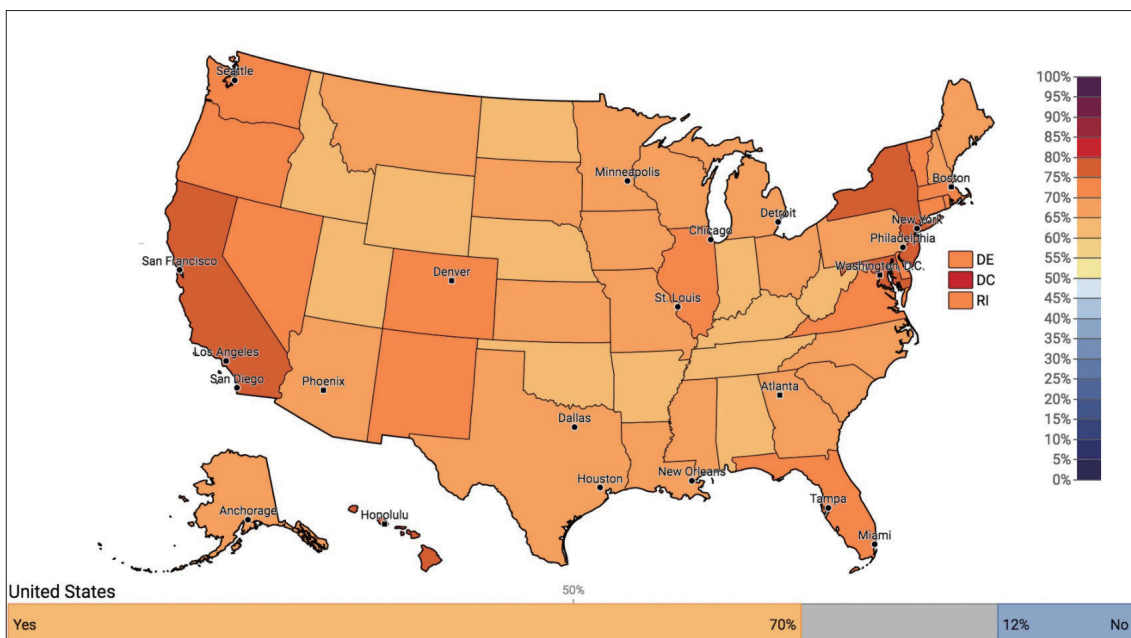 Seattle
Minneapolis
Boston
Detroit
New York
Chicago
Philadelphia
San Francisco
Denver
Washington, D.C.
St. Louis
Los Angeles
San Diego
Phoenix
Atlanta
Dallas
Houston
New Orleans
Tampa
Anchorage
Honolulu
Miami
DE
DC
RI
100%
95%
90%
85%
80%
75%
70%
65%
60%
55%
50%
45%
40%
35%
30%
25%
20%
15%
10%
5%
0%
United States
50%
Yes 70% 12% No